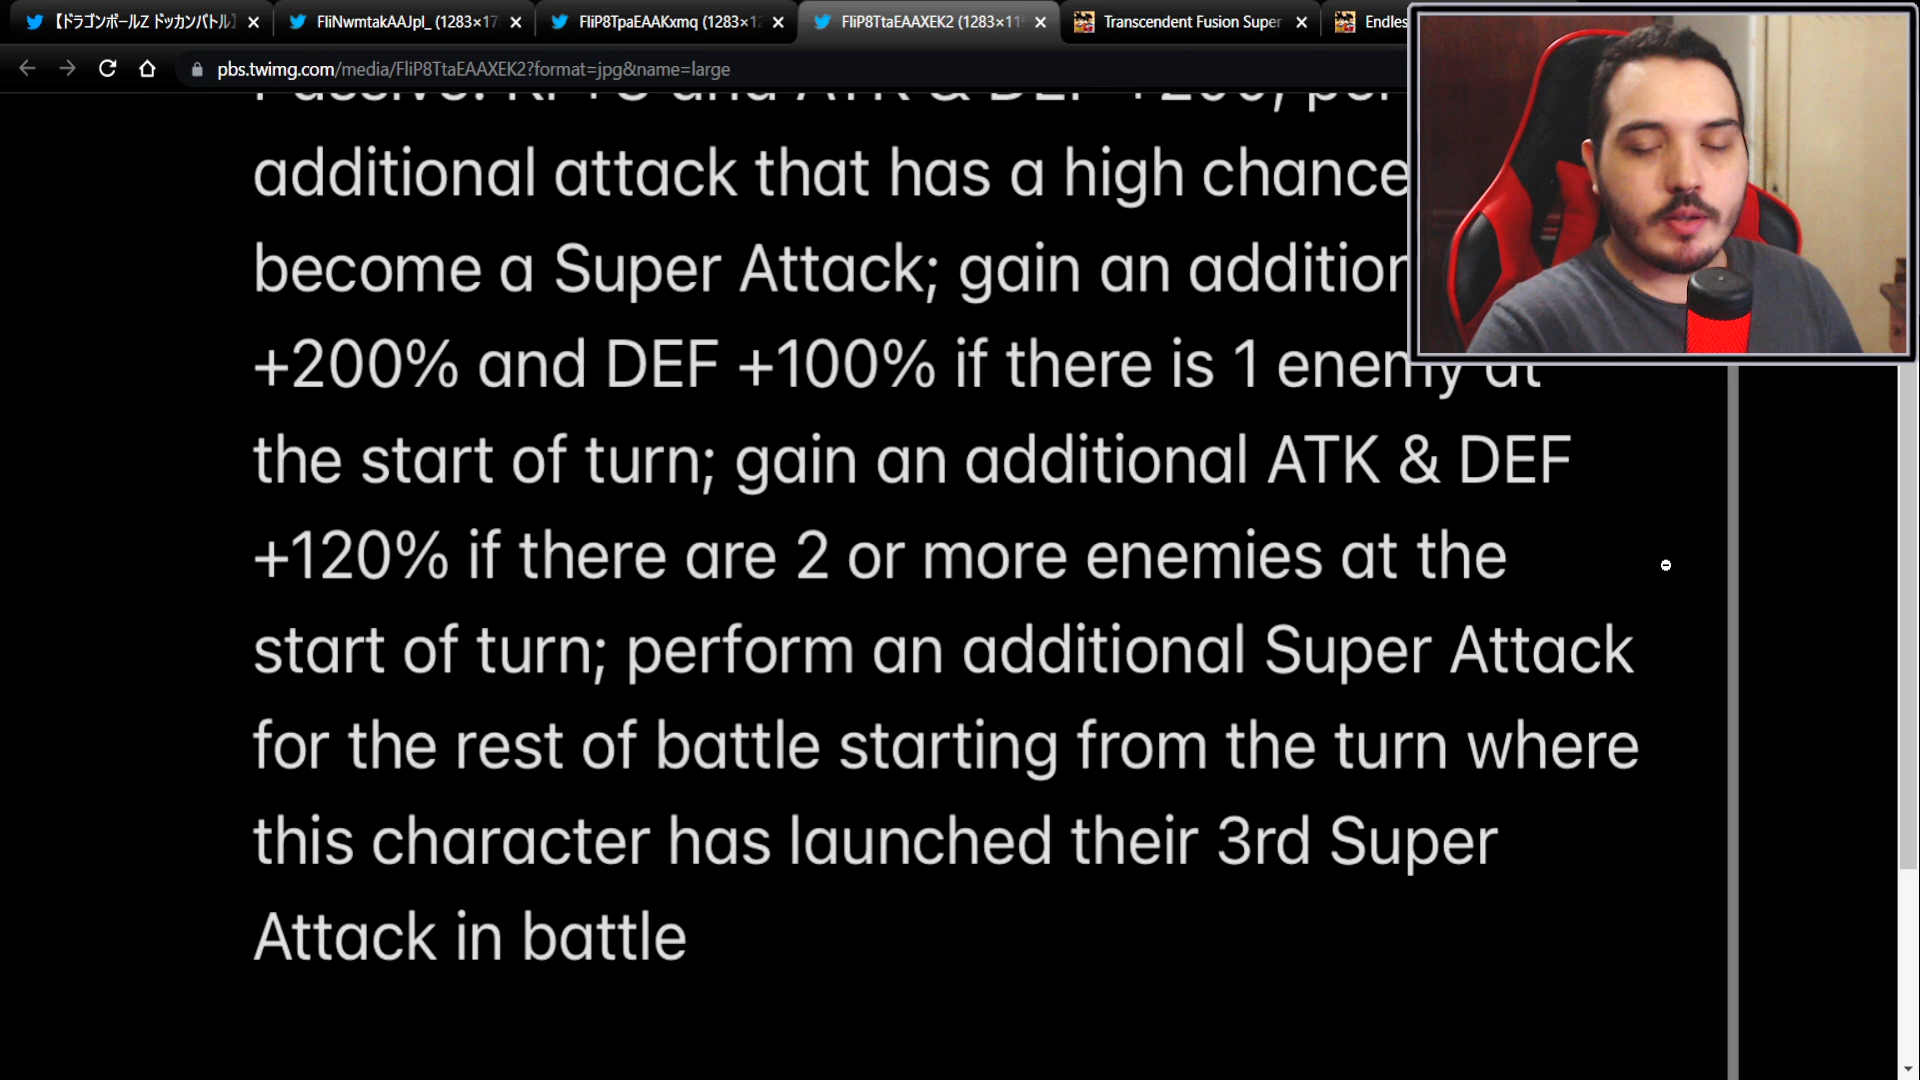 【ドラゴンボールZ ドッカンバトル】
FliNwmtakAAJpl_ (1283×17
FliP8TpaEAAKxmq (1283×12
FliP8TtaEAAXEK2 (1283×119
Transcendent Fusion Super
Endles
pbs.twimg.com/media/FliP8TtaEAAXEK2?format=jpg&name=large
additional attack that has a high chance
become a Super Attack; gain an addition
+200% and DEF +100% if there is 1 enemy at
the start of turn; gain an additional ATK & DEF
+120% if there are 2 or more enemies at the
start of turn; perform an additional Super Attack
for the rest of battle starting from the turn where
this character has launched their 3rd Super
Attack in battle